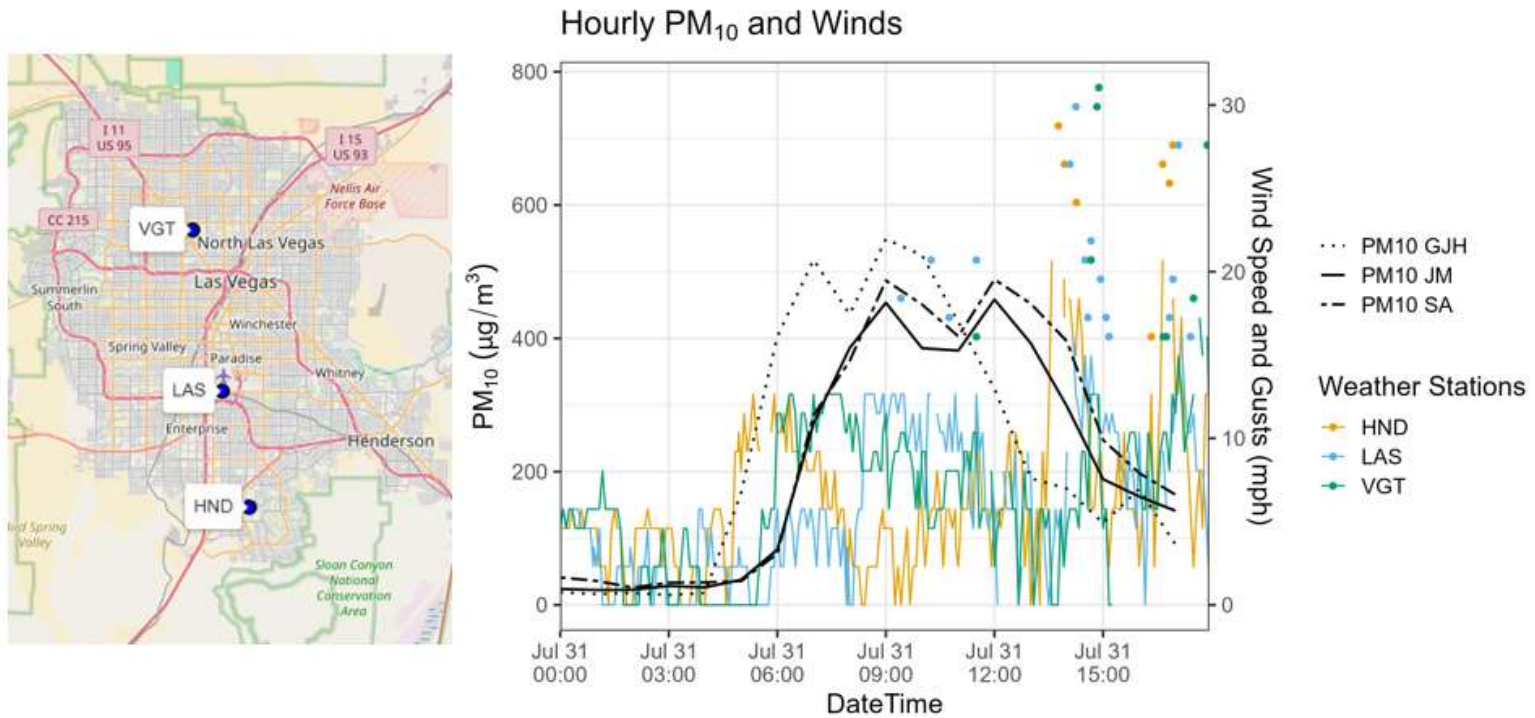 Hourly PM₁₀ and Winds
I 11
US 95
I 15
US 93
Nellis Air
Force Base
CC 215
VGT
North Las Vegas
Las Vegas
Summerlin
South
Winchester
Spring Valley
Paradise
Whitney
LAS
Enterprise
Henderson
HND
Spring
Valley
Sloan Canyon
National
Conservation
Area
PM₁₀ (µg/m³)
800
600
400
200
0
30
20
10
0
Wind Speed and Gusts (mph)
Jul 31
00:00
Jul 31
03:00
Jul 31
06:00
Jul 31
09:00
Jul 31
12:00
Jul 31
15:00
DateTime
PM10 GJH
PM10 JM
PM10 SA
Weather Stations
HND
LAS
VGT